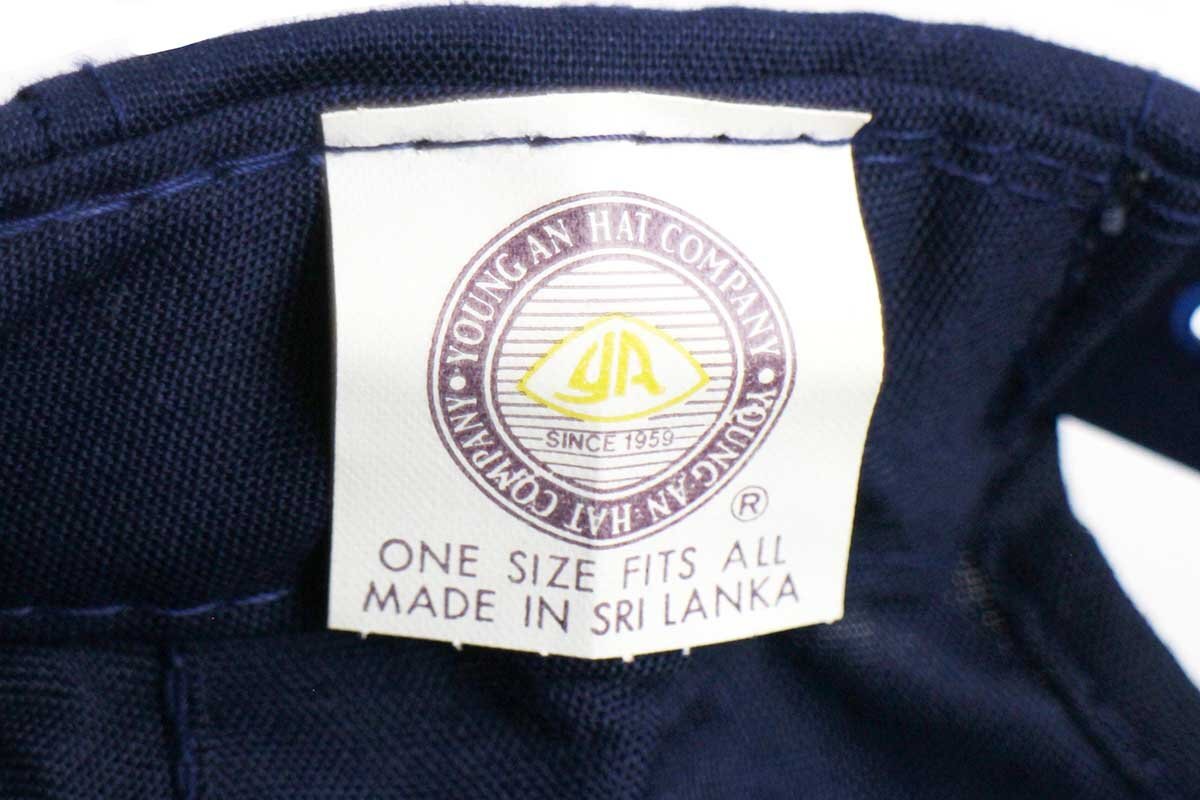 YOUNG AN HAT COMPANY • YOUNG AN HAT COMPANY •
YA
SINCE 1959
®
ONE SIZE FITS ALL
MADE IN SRI LANKA